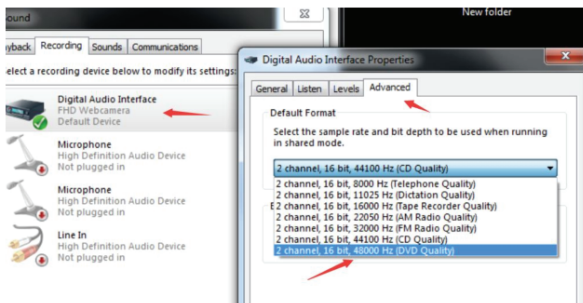 ound
New folder
yback Recording Sounds Communications
elect a recording device below to modify its settings:
Digital Audio Interface
FHD Webcamera
Default Device
Microphone
High Definition Audio Device
Not plugged in
Microphone
High Definition Audio Device
Not plugged in
Line In
High Definition Audio Device
Not plugged in
Digital Audio Interface Properties
General Listen Levels Advanced
Default Format
Select the sample rate and bit depth to be used when running
in shared mode.
2 channel, 16 bit, 44100 Hz (CD Quality)
2 channel, 16 bit, 8000 Hz (Telephone Quality)
2 channel, 16 bit, 11025 Hz (Dictation Quality)
E 2 channel, 16 bit, 16000 Hz (Tape Recorder Quality)
2 channel, 16 bit, 22050 Hz (AM Radio Quality)
2 channel, 16 bit, 32000 Hz (FM Radio Quality)
2 channel, 16 bit, 44100 Hz (CD Quality)
2 channel, 16 bit, 48000 Hz (DVD Quality)